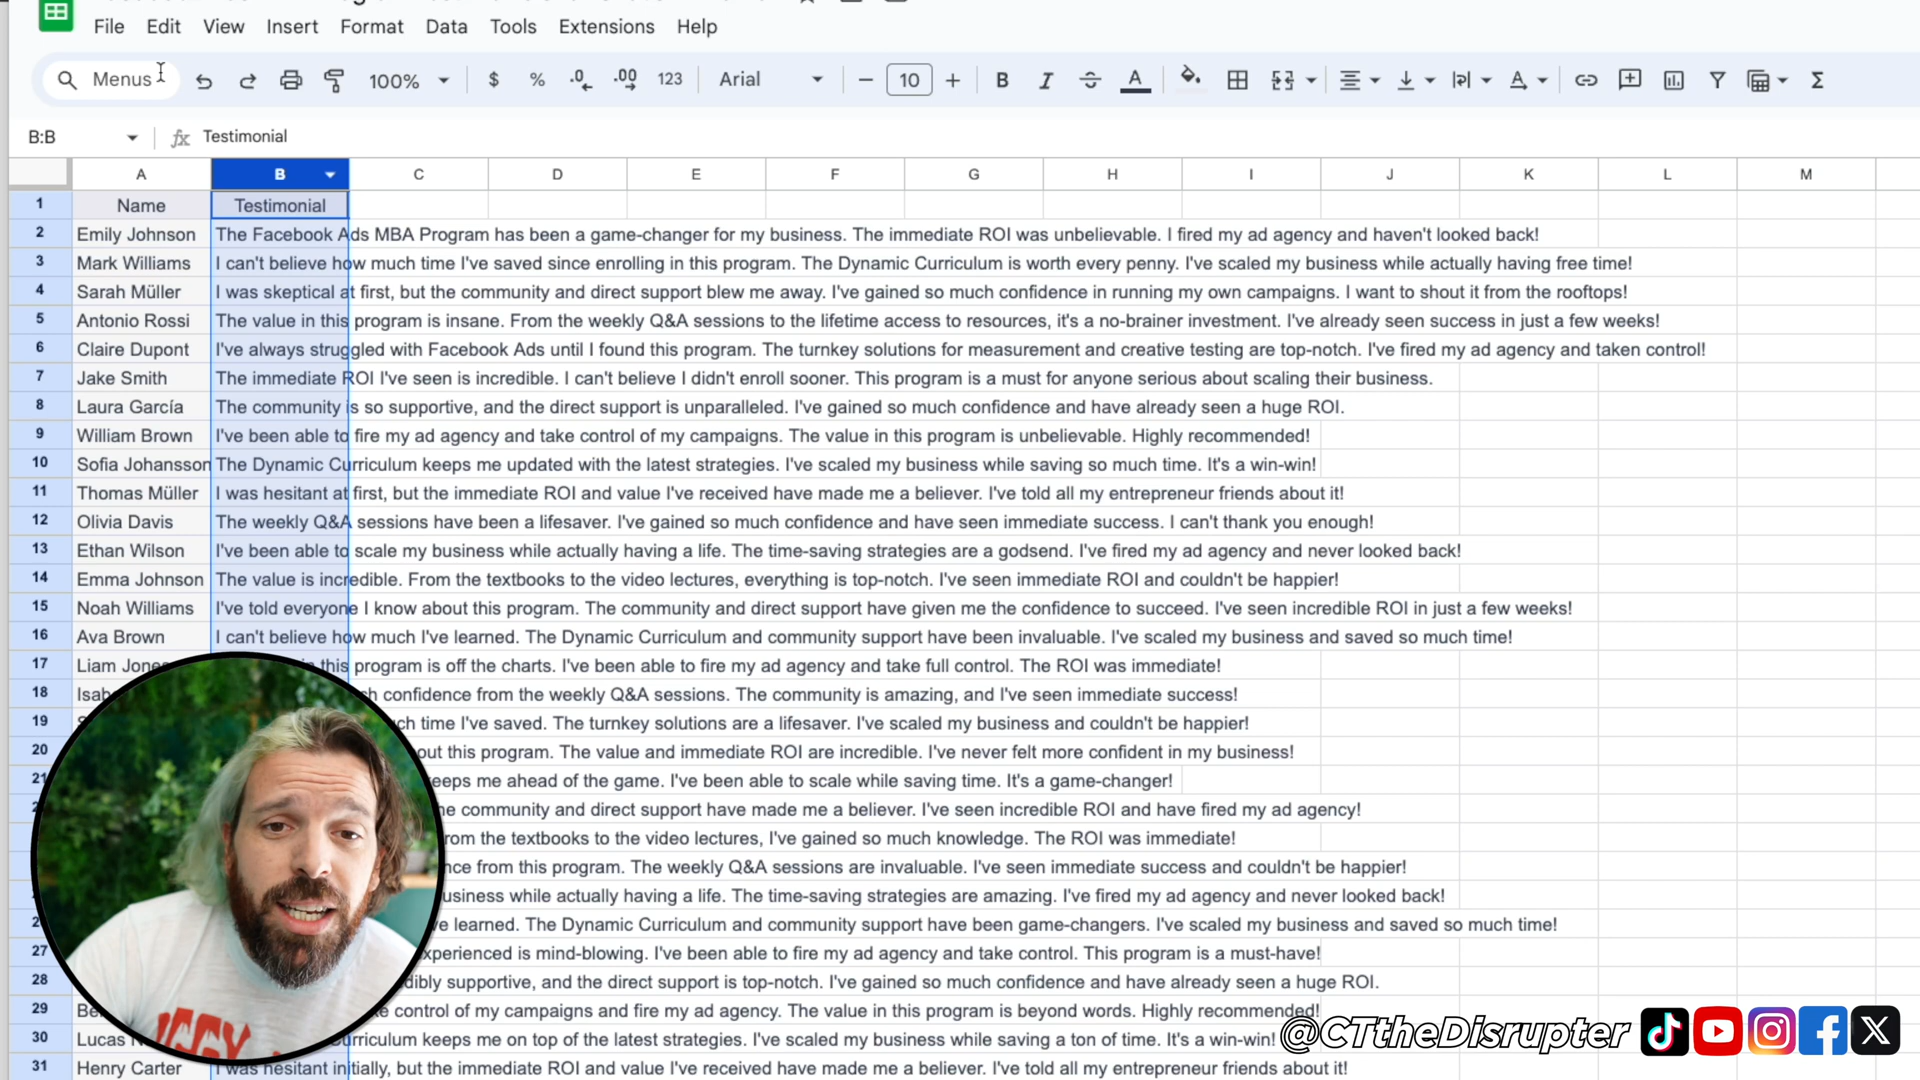 File Edit View Insert Format Data Tools Extensions Help
Menus 100% $ % .0 .00 123 Arial 10 B I A Σ
B:B fx Testimonial
A B C D E F G H I J K L M
1 Name Testimonial
2 Emily Johnson The Facebook Ads MBA Program has been a game-changer for my business. The immediate ROI was unbelievable. I fired my ad agency and haven't looked back!
3 Mark Williams I can't believe how much time I've saved since enrolling in this program. The Dynamic Curriculum is worth every penny. I've scaled my business while actually having free time!
4 Sarah Müller I was skeptical at first, but the community and direct support blew me away. I've gained so much confidence in running my own campaigns. I want to shout it from the rooftops!
5 Antonio Rossi The value in this program is insane. From the weekly Q&A sessions to the lifetime access to resources, it's a no-brainer investment. I've already seen success in just a few weeks!
6 Claire Dupont I've always struggled with Facebook Ads until I found this program. The turnkey solutions for measurement and creative testing are top-notch. I've fired my ad agency and taken control!
7 Jake Smith The immediate ROI I've seen is incredible. I can't believe I didn't enroll sooner. This program is a must for anyone serious about scaling their business.
8 Laura García The community is so supportive, and the direct support is unparalleled. I've gained so much confidence and have already seen a huge ROI.
9 William Brown I've been able to fire my ad agency and take control of my campaigns. The value in this program is unbelievable. Highly recommended!
10 Sofia Johansson The Dynamic Curriculum keeps me updated with the latest strategies. I've scaled my business while saving so much time. It's a win-win!
11 Thomas Müller I was hesitant at first, but the immediate ROI and value I've received have made me a believer. I've told all my entrepreneur friends about it!
12 Olivia Davis The weekly Q&A sessions have been a lifesaver. I've gained so much confidence and have seen immediate success. I can't thank you enough!
13 Ethan Wilson I've been able to scale my business while actually having a life. The time-saving strategies are a godsend. I've fired my ad agency and never looked back!
14 Emma Johnson The value is incredible. From the textbooks to the video lectures, everything is top-notch. I've seen immediate ROI and couldn't be happier!
15 Noah Williams I've told everyone I know about this program. The community and direct support have given me the confidence to succeed. I've seen incredible ROI in just a few weeks!
16 Ava Brown I can't believe how much I've learned. The Dynamic Curriculum and community support have been invaluable. I've scaled my business and saved so much time!
17 Liam this program is off the charts. I've been able to fire my ad agency and take full control. The ROI was immediate!
18 confidence from the weekly Q&A sessions. The community is amazing, and I've seen immediate success!
19 time I've saved. The turnkey solutions are a lifesaver. I've scaled my business and couldn't be happier!
20 this program. The value and immediate ROI are incredible. I've never felt more confident in my business!
me ahead of the game. I've been able to scale while saving time. It's a game-changer!
community and direct support have made me a believer. I've seen incredible ROI and have fired my ad agency!
the textbooks to the video lectures, I've gained so much knowledge. The ROI was immediate!
from this program. The weekly Q&A sessions are invaluable. I've seen immediate success and couldn't be happier!
while actually having a life. The time-saving strategies are amazing. I've fired my ad agency and never looked back!
learned. The Dynamic Curriculum and community support have been game-changers. I've scaled my business and saved so much time!
27 is mind-blowing. I've been able to fire my ad agency and take control. This program is a must-have!
28 supportive, and the direct support is top-notch. I've gained so much confidence and have already seen a huge ROI.
29 control of my campaigns and fire my ad agency. The value in this program is beyond words. Highly recommended!
30 Lucas keeps me on top of the latest strategies. I've scaled my business while saving a ton of time. It's a win-win!
31 Henry Carter I was hesitant initially, but the immediate ROI and value I've received have made me a believer. I've told all my entrepreneur friends about it!
@CTtheDisrupter